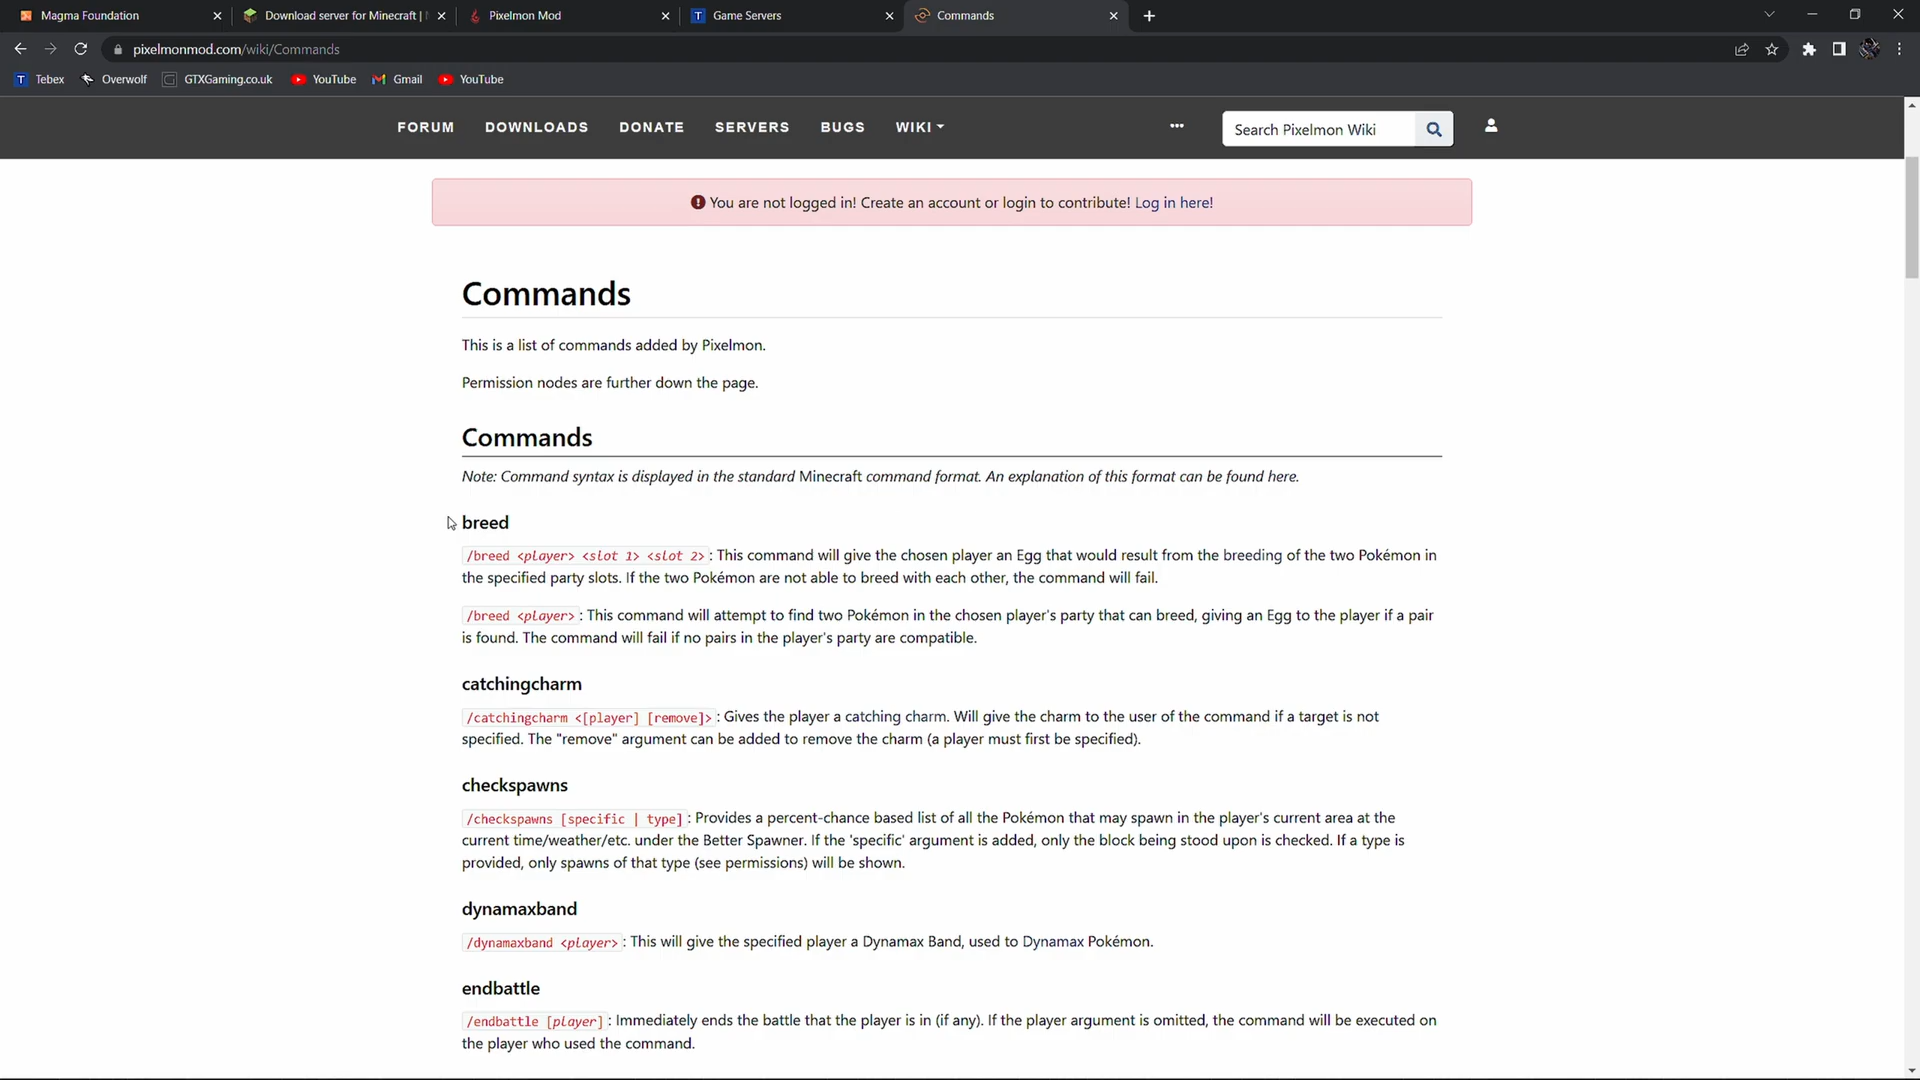 Magma Foundation
Download server for Minecraft |
Pixelmon Mod
Game Servers
Commands
pixelmonmod.com/wiki/Commands
Tebex
Overwolf
GTXGaming.co.uk
YouTube
Gmail
YouTube
FORUM
DOWNLOADS
DONATE
SERVERS
BUGS
WIKI
Search Pixelmon Wiki
You are not logged in! Create an account or login to contribute! Log in here!
Commands
This is a list of commands added by Pixelmon.
Permission nodes are further down the page.
Commands
Note: Command syntax is displayed in the standard Minecraft command format. An explanation of this format can be found here.
breed
/breed <player> <slot 1> <slot 2>: This command will give the chosen player an Egg that would result from the breeding of the two Pokémon in
the specified party slots. If the two Pokémon are not able to breed with each other, the command will fail.
/breed <player>: This command will attempt to find two Pokémon in the chosen player's party that can breed, giving an Egg to the player if a pair
is found. The command will fail if no pairs in the player's party are compatible.
catchingcharm
/catchingcharm <[player] [remove]>: Gives the player a catching charm. Will give the charm to the user of the command if a target is not
specified. The "remove" argument can be added to remove the charm (a player must first be specified).
checkspawns
/checkspawns [specific | type]: Provides a percent-chance based list of all the Pokémon that may spawn in the player's current area at the
current time/weather/etc. under the Better Spawner. If the 'specific' argument is added, only the block being stood upon is checked. If a type is
provided, only spawns of that type (see permissions) will be shown.
dynamaxband
/dynamaxband <player>: This will give the specified player a Dynamax Band, used to Dynamax Pokémon.
endbattle
/endbattle [player]: Immediately ends the battle that the player is in (if any). If the player argument is omitted, the command will be executed on
the player who used the command.